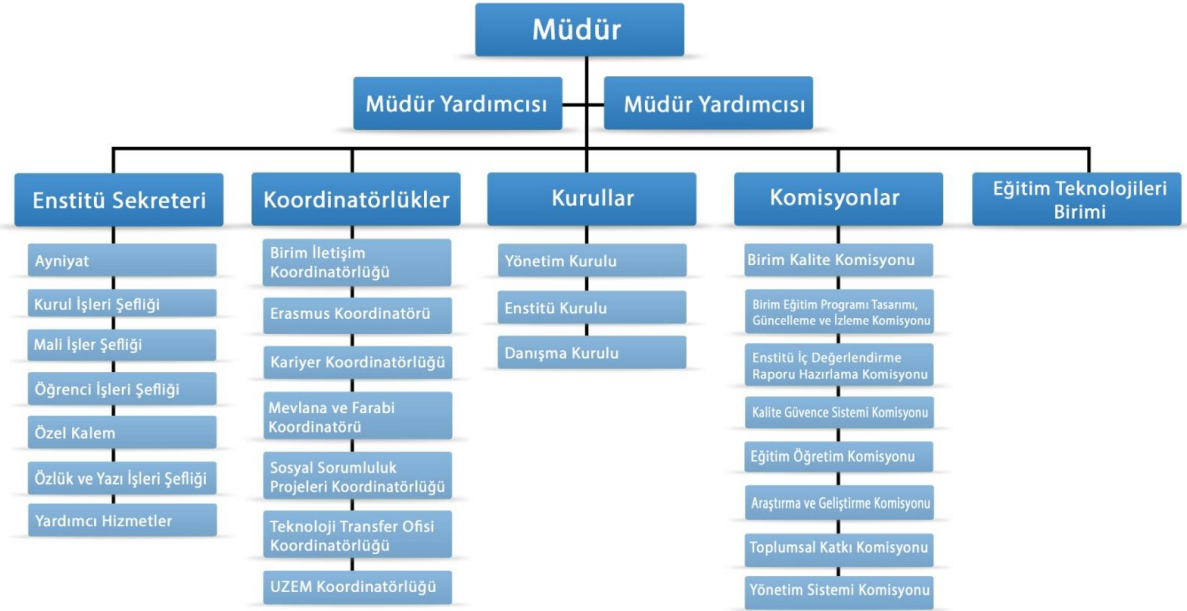 Müdür
Müdür Yardımcısı
Müdür Yardımcısı
Enstitü Sekreteri
Ayniyat
Kurul İşleri Şefliği
Mali İşler Şefliği
Öğrenci İşleri Şefliği
Özel Kalem
Özlük ve Yazı İşleri Şefliği
Yardımcı Hizmetler
Koordinatörlükler
Birim İletişim
Koordinatörlüğü
Erasmus Koordinatörü
Kariyer Koordinatörlüğü
Mevlana ve Farabi
Koordinatörü
Sosyal Sorumluluk
Projeleri Koordinatörlüğü
Teknoloji Transfer Ofisi
Koordinatörlüğü
UZEM Koordinatörlüğü
Kurullar
Yönetim Kurulu
Enstitü Kurulu
Danışma Kurulu
Komisyonlar
Birim Kalite Komisyonu
Birim Eğitim Programı Tasarımı,
Güncelleme ve İzleme Komisyonu
Enstitü İç Değerlendirme
Raporu Hazırlama Komisyonu
Kalite Güvence Sistemi Komisyonu
Eğitim Öğretim Komisyonu
Araştırma ve Geliştirme Komisyonu
Toplumsal Katkı Komisyonu
Yönetim Sistemi Komisyonu
Eğitim Teknolojileri
Birimi